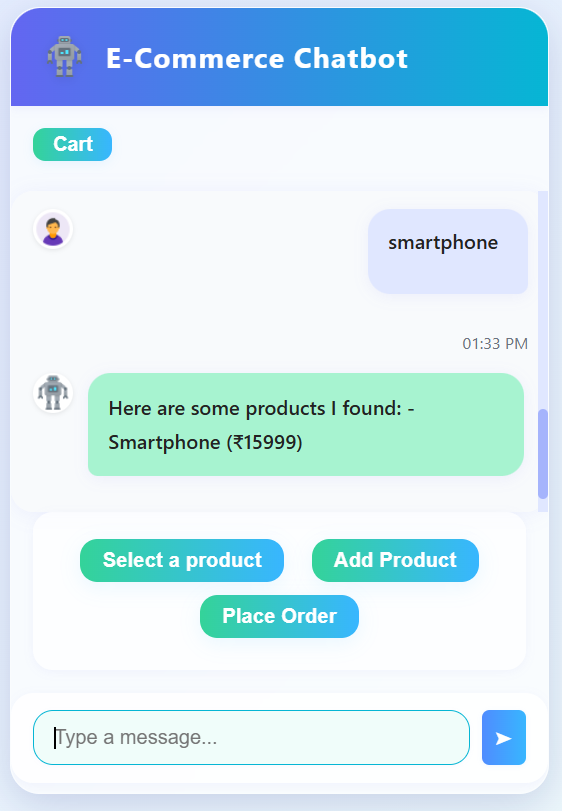 E-Commerce Chatbot
Cart
smartphone
01:33 PM
Here are some products I found: -
Smartphone (₹15999)
Select a product
Add Product
Place Order
Type a message...